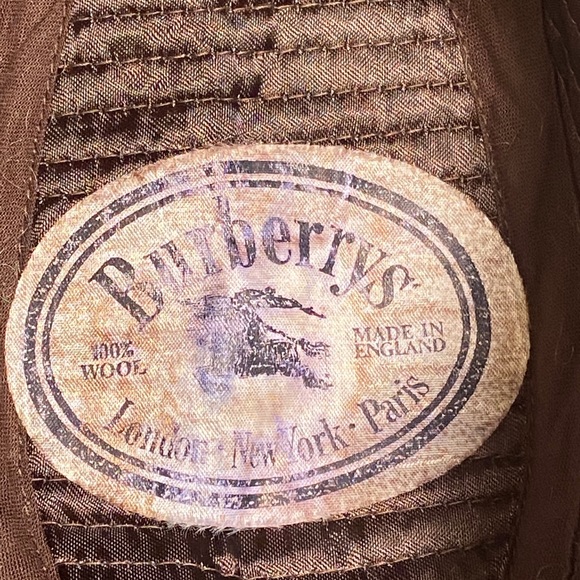 Burberrys
100%
WOOL
MADE IN
ENGLAND
London · New York · Paris